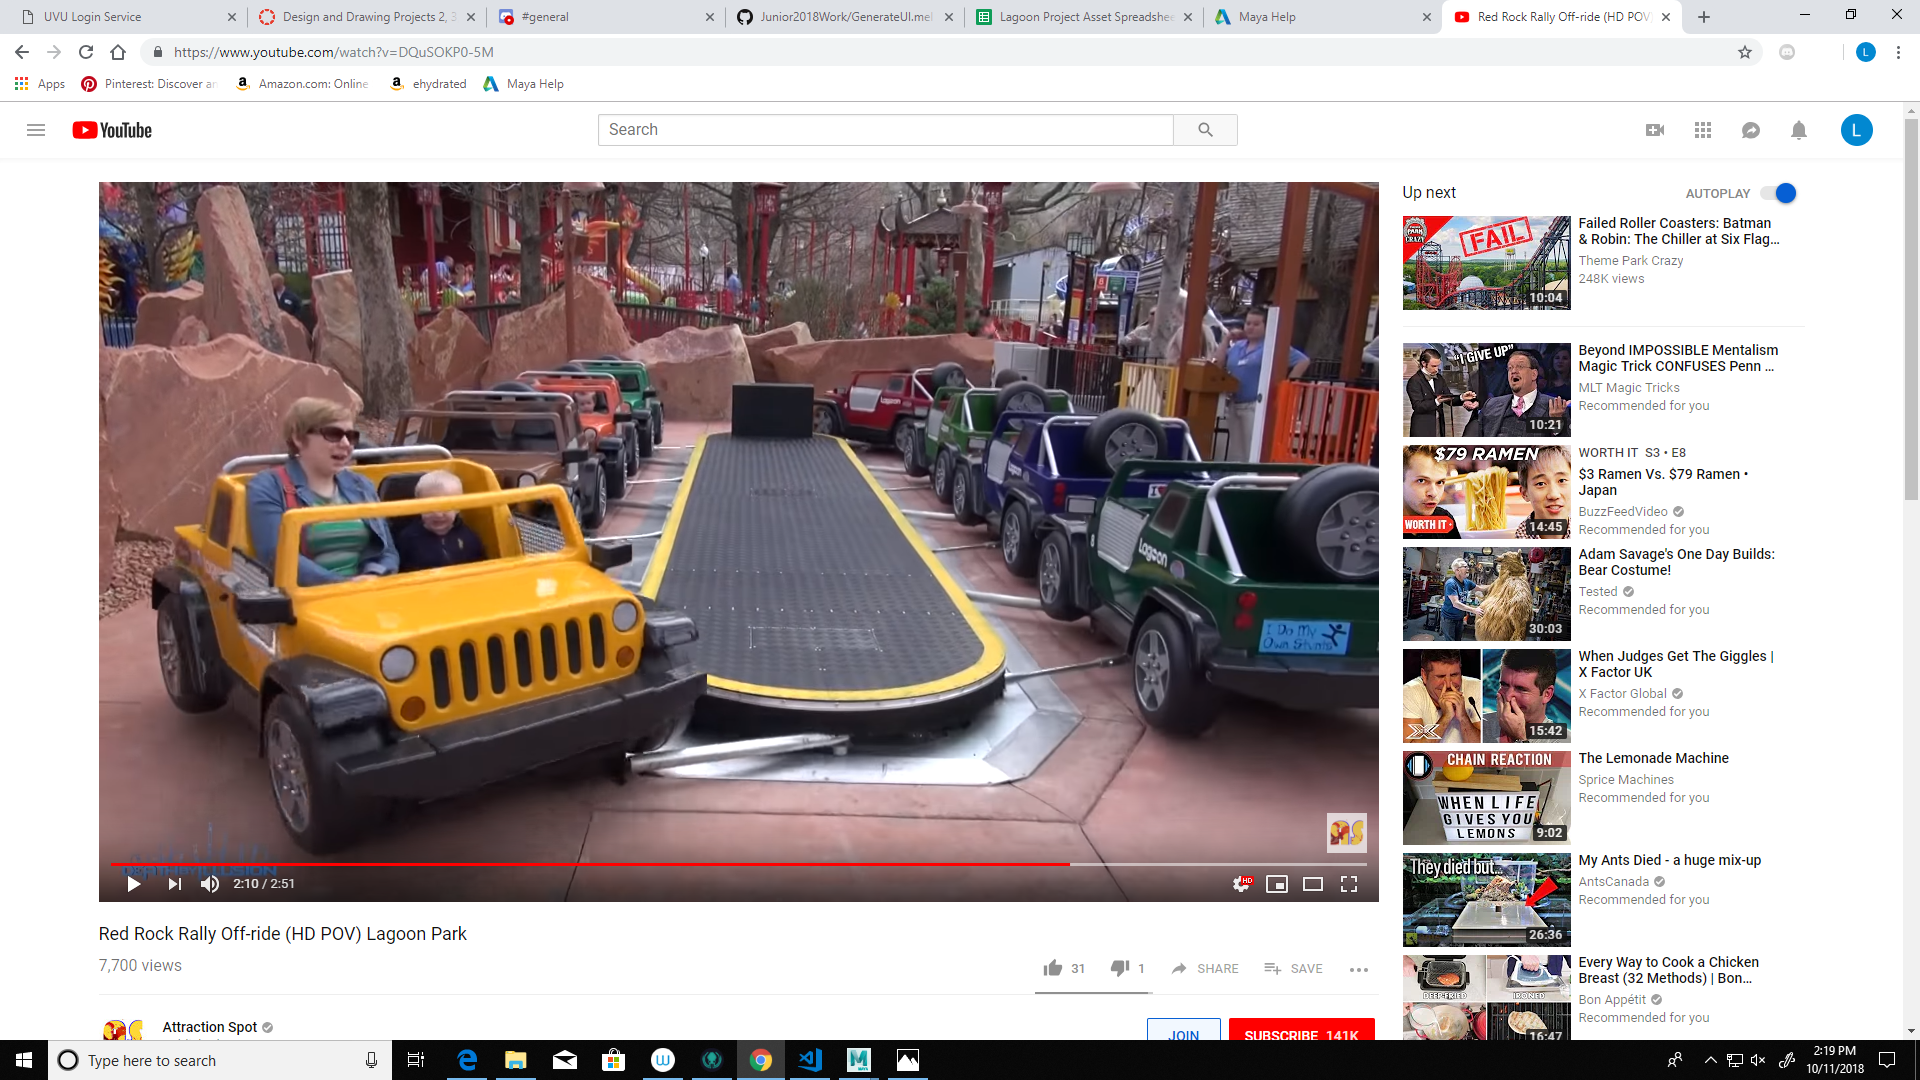 UVU Login Service
Design and Drawing Projects 2, 3
#general
Junior2018Work/GenerateUI.mel
Lagoon Project Asset Spreadshee
Maya Help
Red Rock Rally Off-ride (HD POV)
https://www.youtube.com/watch?v=DQuSOKP0-5M
L
Apps
Pinterest: Discover an
Amazon.com: Online
ehydrated
Maya Help
YouTube
Search
L
Up next
AUTOPLAY
PARK CRAZY
FAIL
10:04
Failed Roller Coasters: Batman
& Robin: The Chiller at Six Flag...
Theme Park Crazy
248K views
"I GIVE UP"
10:21
Beyond IMPOSSIBLE Mentalism
Magic Trick CONFUSES Penn ...
MLT Magic Tricks
Recommended for you
$79 RAMEN
WORTH IT
14:45
WORTH IT S3 • E8
$3 Ramen Vs. $79 Ramen •
Japan
BuzzFeedVideo
Recommended for you
30:03
Adam Savage's One Day Builds:
Bear Costume!
Tested
Recommended for you
15:42
When Judges Get The Giggles |
X Factor UK
X Factor Global
Recommended for you
CHAIN REACTION
WHEN LIFE
GIVES YOU
LEMONS
9:02
The Lemonade Machine
Sprice Machines
Recommended for you
They died but...
26:36
My Ants Died - a huge mix-up
AntsCanada
Recommended for you
DEEP-FRIED
IRONED
16:47
Every Way to Cook a Chicken
Breast (32 Methods) | Bon...
Bon Appétit
Recommended for you
Lagoon
Lagoon
8
I Do My
Own Stunts
2:10 / 2:51
HD
Red Rock Rally Off-ride (HD POV) Lagoon Park
7,700 views
31
1
SHARE
SAVE
Attraction Spot
JOIN
SUBSCRIBE 141K
Type here to search
2:19 PM
10/11/2018